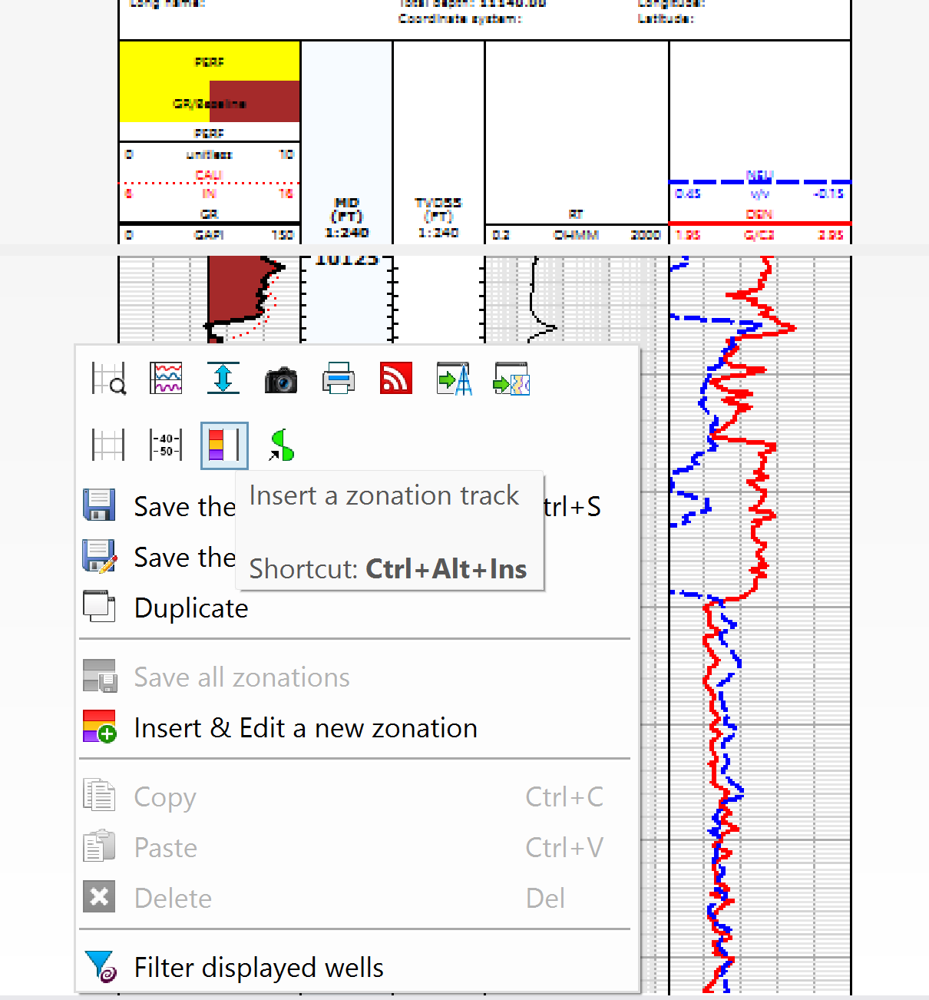 Long name:
Total depth: 11140.00
Longitude:
Coordinate system:
Latitude:
PERF
GR/Baseline
PERF
0 unitless 10
CALI
6 IN 16
GR
0 GAPI 150
MD
(FT)
1:240
TVDSS
(FT)
1:240
RT
0.2 OHMM 2000
NEU
0.45 v/v -0.15
DEN
1.95 G/C3 2.95
10125
-40-
-50-
Insert a zonation track
Shortcut: Ctrl+Alt+Ins
Save the
trl+S
Save the
Duplicate
Save all zonations
Insert & Edit a new zonation
Copy Ctrl+C
Paste Ctrl+V
Delete Del
Filter displayed wells